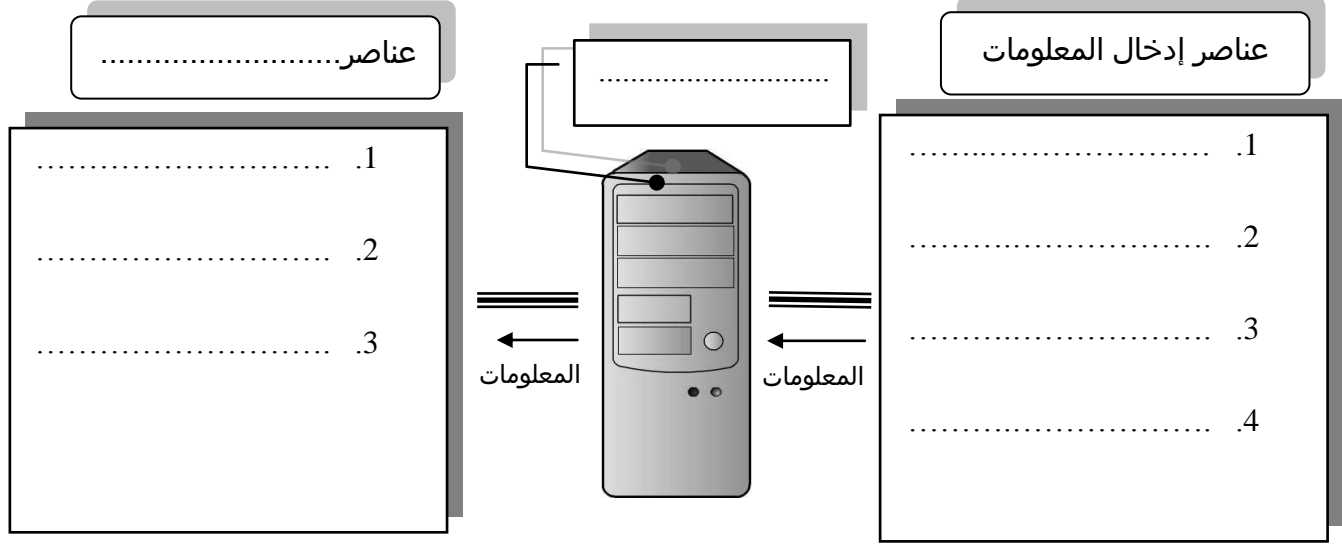 عناصر إدخال المعلومات
1. ................................
2. ................................
3. ................................
4. ................................
................................
المعلومات
المعلومات
عناصر...........................
1. ............................
2. ............................
3. ............................